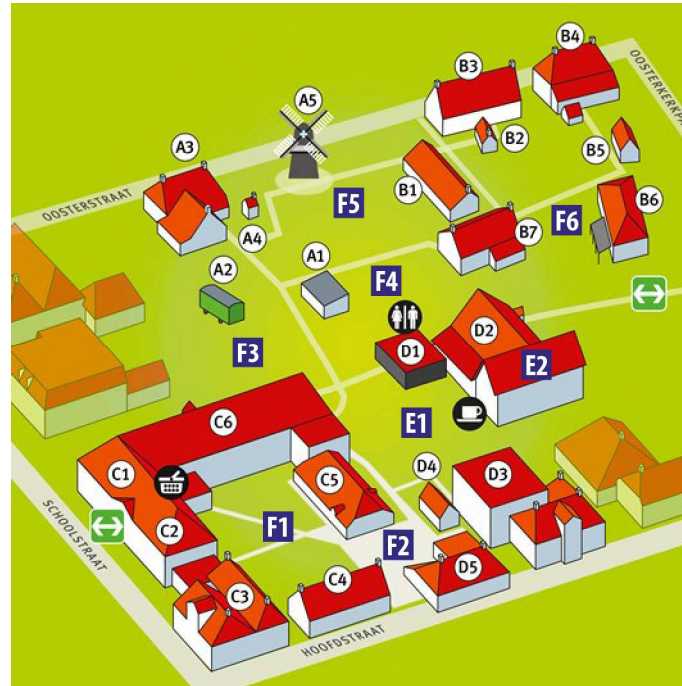 B4
OOSTERKERKPA
B3
A5
B2
A3
B5
B1
B6
F5
OOSTERSTRAAT
F6
A4
B7
A1
A2
F4
D2
D1
F3
E2
C6
E1
C1
C5
D4
D3
SCHOOLSTRAAT
C2
F1
F2
D5
C4
C3
HOOFDSTRAAT